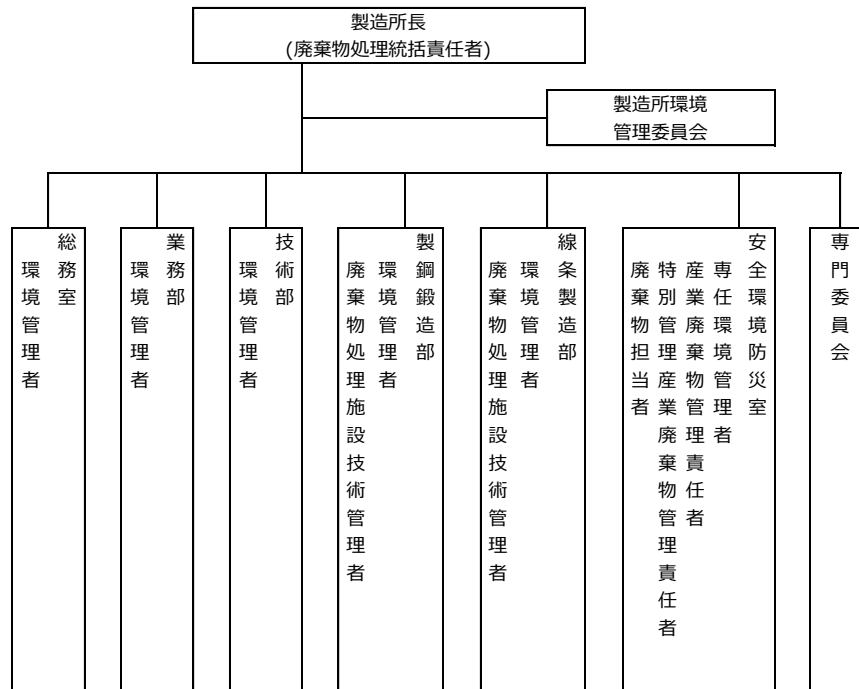 製造所長
(廃棄物処理統括責任者)
製造所環境
管理委員会
総務室
環境管理者
業務部
環境管理者
技術部
環境管理者
製鋼鍛造部
環境管理者
廃棄物処理施設技術管理者
線条製造部
環境管理者
廃棄物処理施設技術管理者
安全環境防災室
専任環境管理者
産業廃棄物管理責任者
特別管理産業廃棄物管理責任者
廃棄物担当者
専門委員会